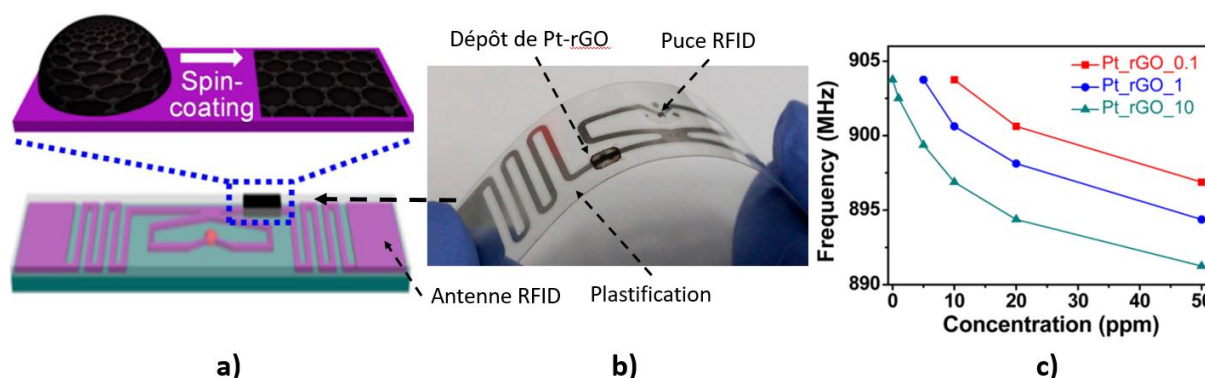 Spin-
coating
Antenne RFID
a)
Dépôt de Pt-rGO
Puce RFID
Plastification
b)
Frequency (MHz)
905
900
895
890
Pt_rGO_0.1
Pt_rGO_1
Pt_rGO_10
0 10 20 30 40 50
Concentration (ppm)
c)